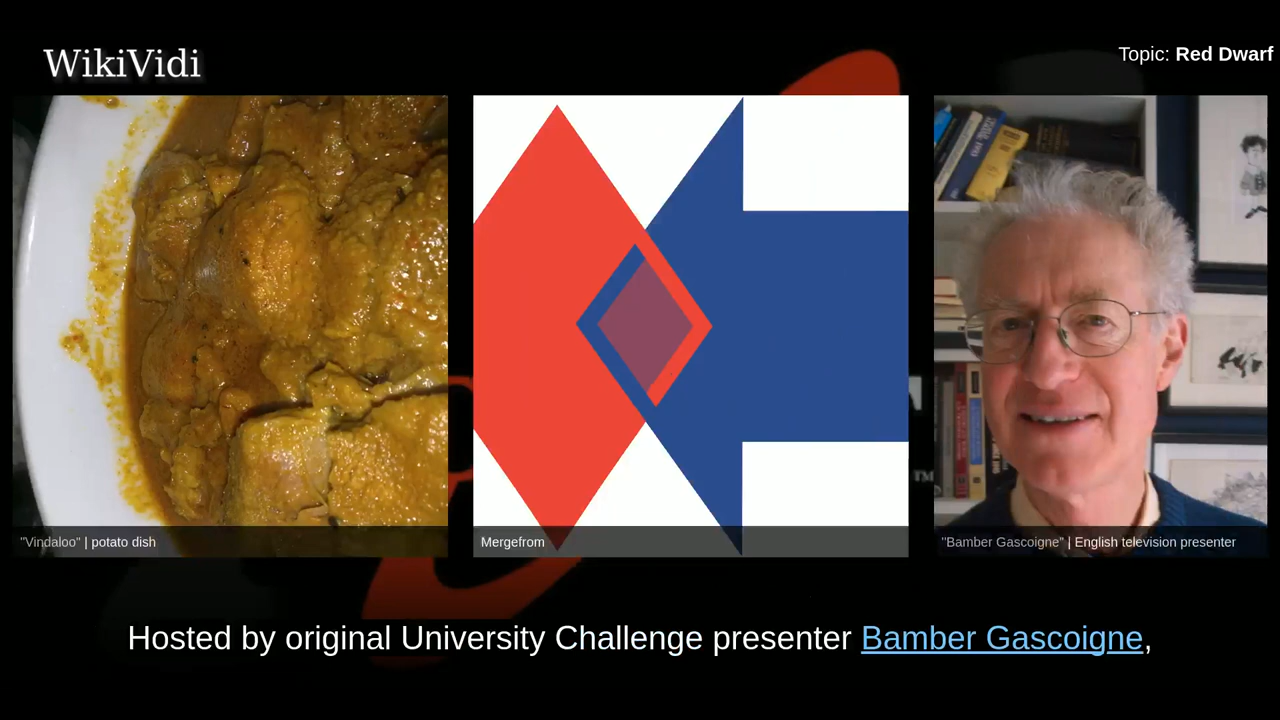 WikiVidi
Topic: Red Dwarf
"Vindaloo" | potato dish
Mergefrom
"Bamber Gascoigne" | English television presenter
TM
Hosted by original University Challenge presenter Bamber Gascoigne,